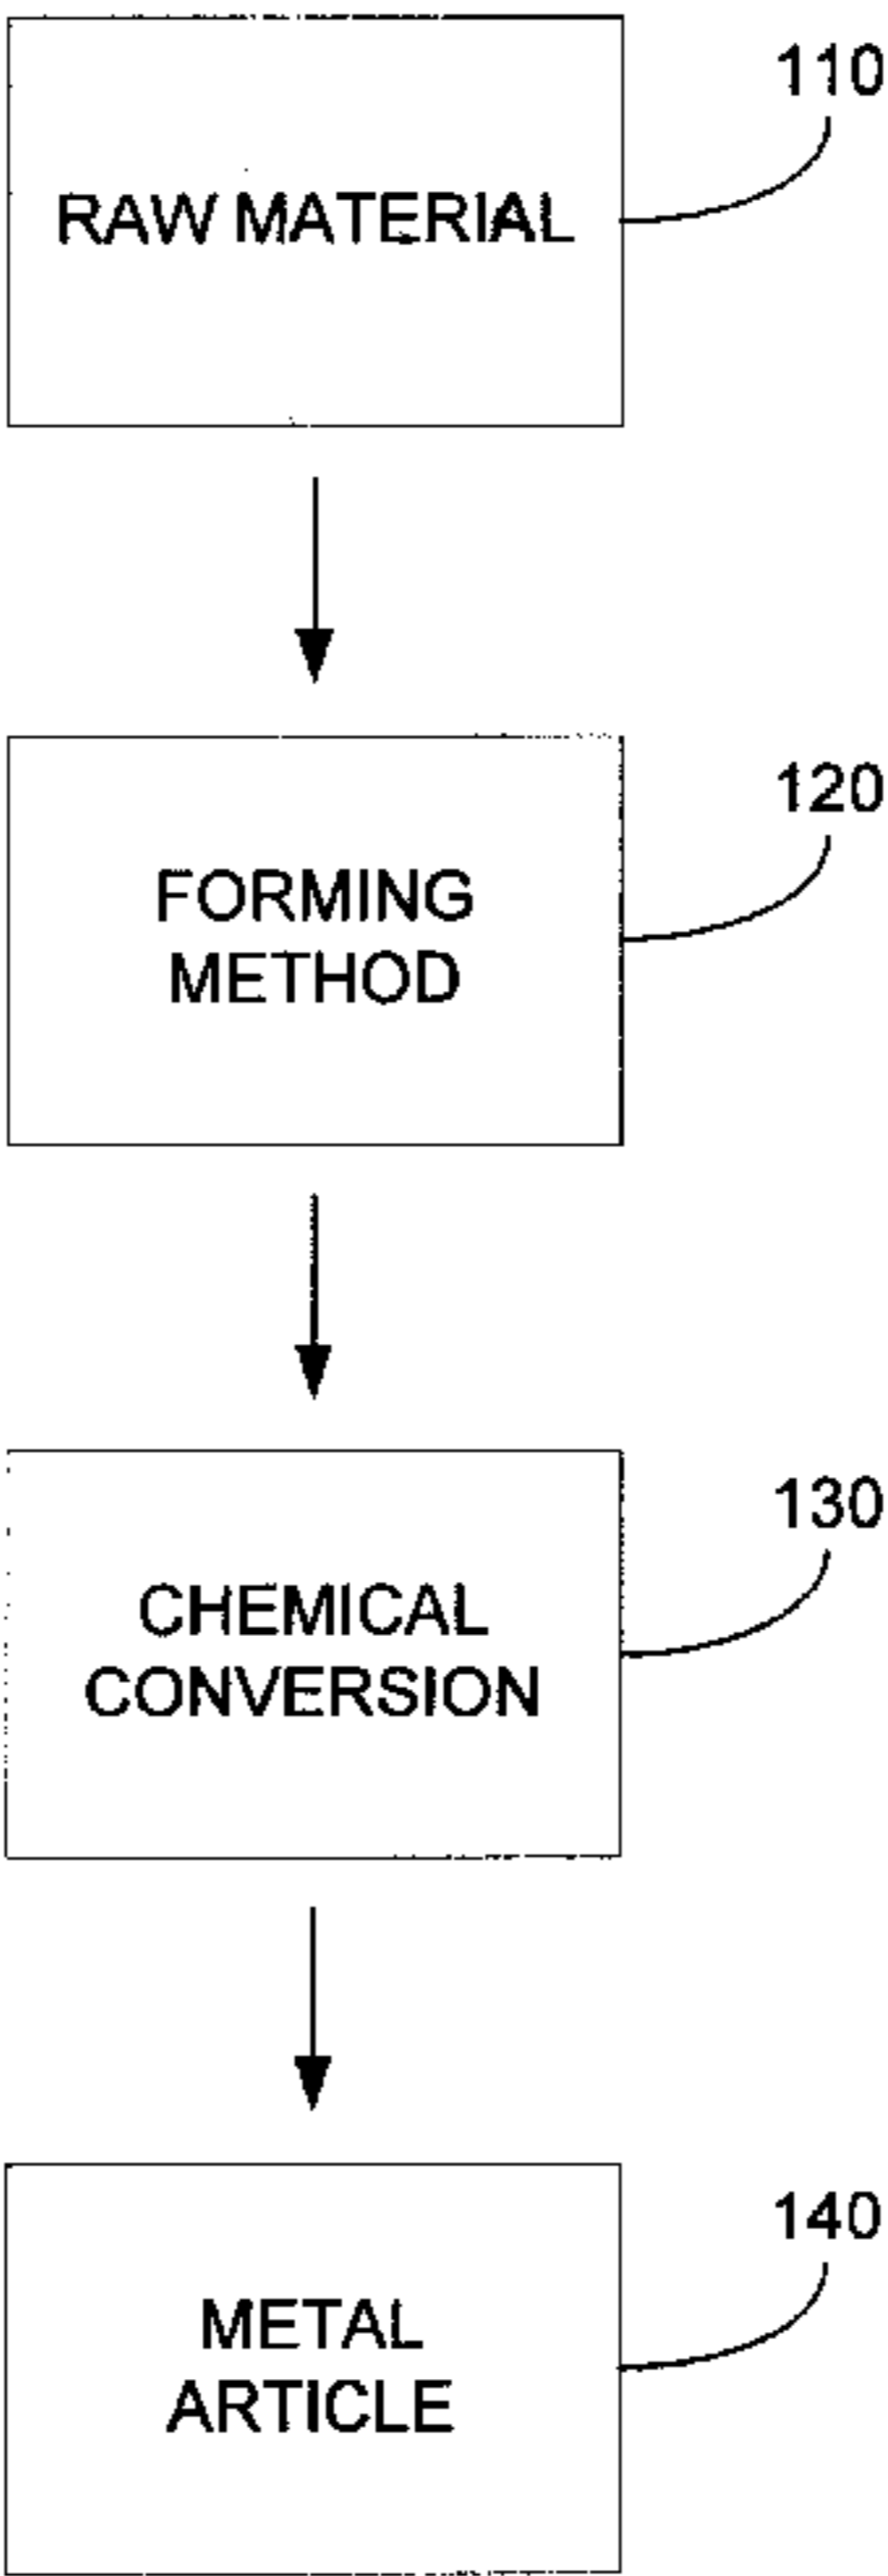 110
RAW MATERIAL
120
FORMING
METHOD
130
CHEMICAL
CONVERSION
140
METAL
ARTICLE